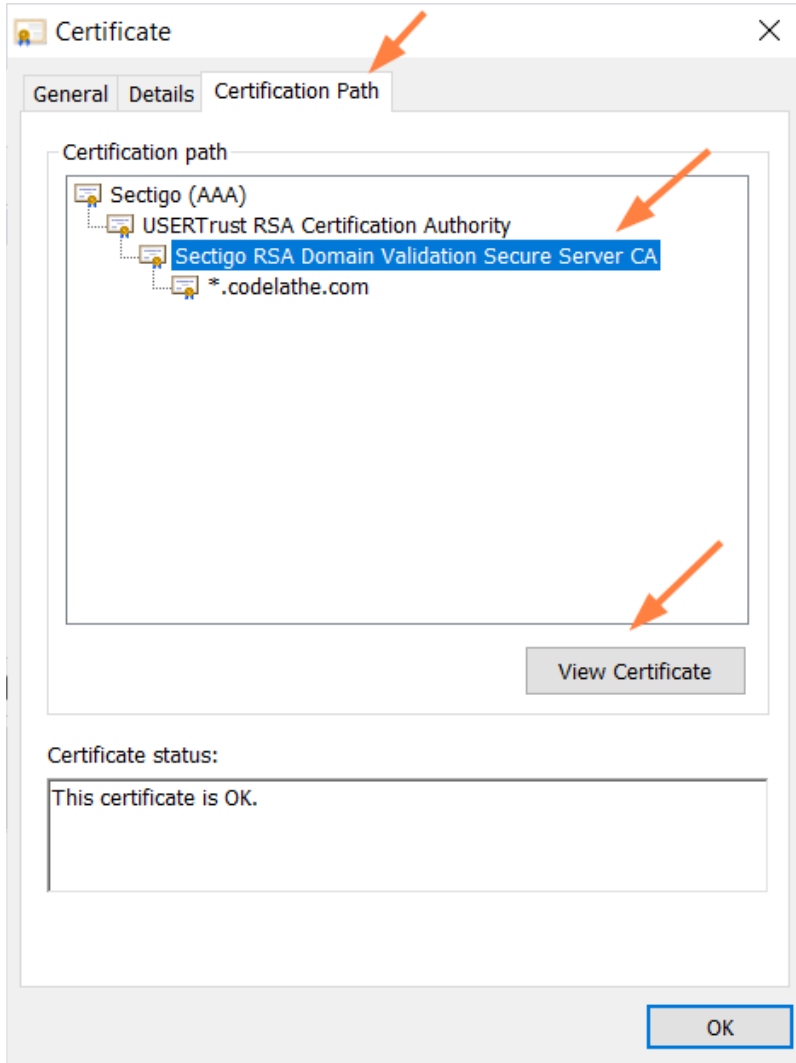 Certificate
General Details Certification Path
Certification path
Sectigo (AAA)
USERTrust RSA Certification Authority
Sectigo RSA Domain Validation Secure Server CA
*.codelathe.com
View Certificate
Certificate status:
This certificate is OK.
OK